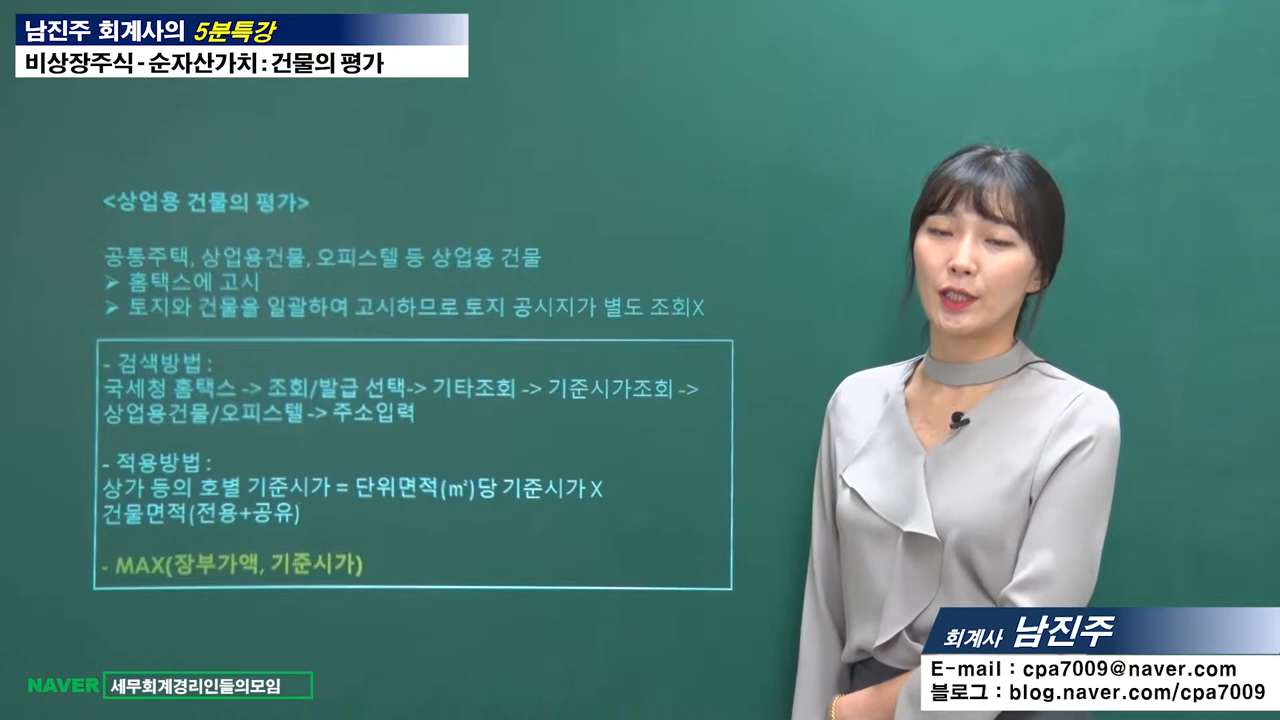 남진주 회계사의 5분특강
비상장주식 - 순자산가치 : 건물의 평가
<상업용 건물의 평가>
공통주택, 상업용건물, 오피스텔 등 상업용 건물
➢ 홈택스에 고시
➢ 토지와 건물을 일괄하여 고시하므로 토지 공시지가 별도 조회X
- 검색방법 :
국세청 홈택스 -> 조회/발급 선택-> 기타조회 -> 기준시가조회 ->
상업용건물/오피스텔-> 주소입력
- 적용방법 :
상가 등의 호별 기준시가 = 단위면적(㎡)당 기준시가 X
건물면적(전용+공유)
- MAX(장부가액, 기준시가)
회계사 남진주
E-mail : cpa7009@naver.com
블로그 : blog.naver.com/cpa7009
NAVER 세무회계경리인들의모임